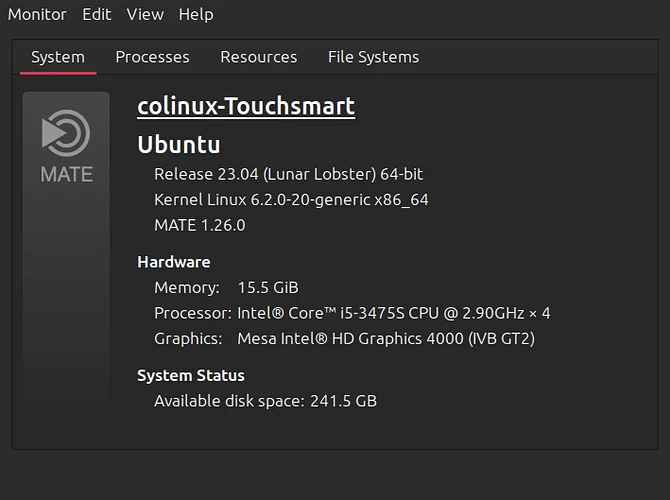 Monitor Edit View Help
System Processes Resources File Systems
MATE
colinux-Touchsmart
Ubuntu
Release 23.04 (Lunar Lobster) 64-bit
Kernel Linux 6.2.0-20-generic x86_64
MATE 1.26.0
Hardware
Memory: 15.5 GiB
Processor: Intel® Core™ i5-3475S CPU @ 2.90GHz × 4
Graphics: Mesa Intel® HD Graphics 4000 (IVB GT2)
System Status
Available disk space: 241.5 GB